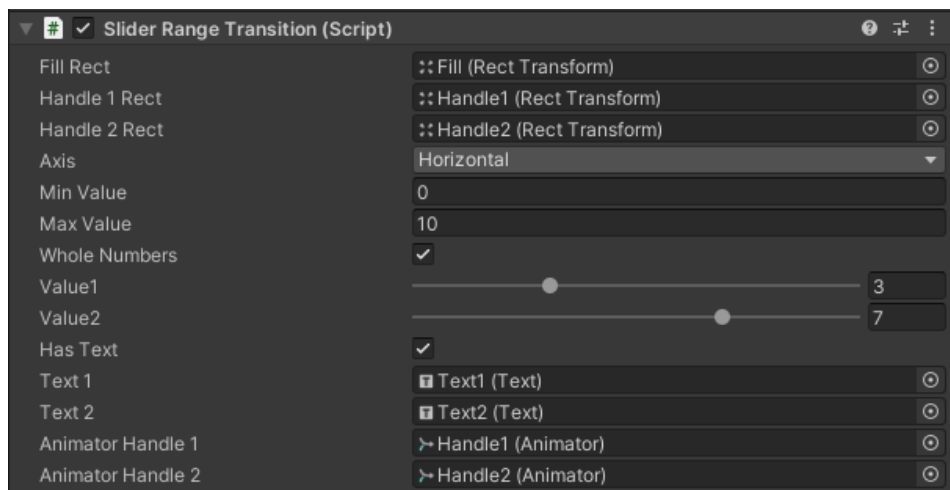 Slider Range Transition (Script)
Fill Rect Fill (Rect Transform)
Handle 1 Rect Handle1 (Rect Transform)
Handle 2 Rect Handle2 (Rect Transform)
Axis Horizontal
Min Value 0
Max Value 10
Whole Numbers
Value1 3
Value2 7
Has Text
Text 1 Text1 (Text)
Text 2 Text2 (Text)
Animator Handle 1 Handle1 (Animator)
Animator Handle 2 Handle2 (Animator)